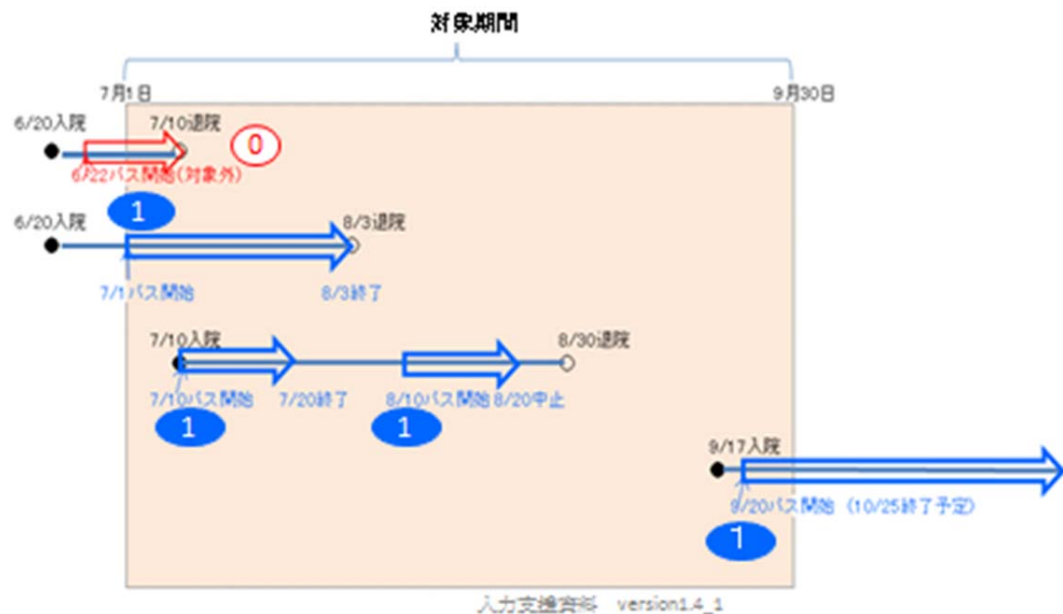 対象期間
7月1日
9月30日
6/20入院
7/10退院
0
6/22パス開始(対象外)
1
6/20入院
8/3退院
7/1パス開始
8/3終了
7/10入院
8/30退院
7/10パス開始
7/20終了
8/10パス開始
8/20中止
1
1
9/17入院
9/20パス開始 (10/25終了予定)
1
入力支援資料 version1.4_1